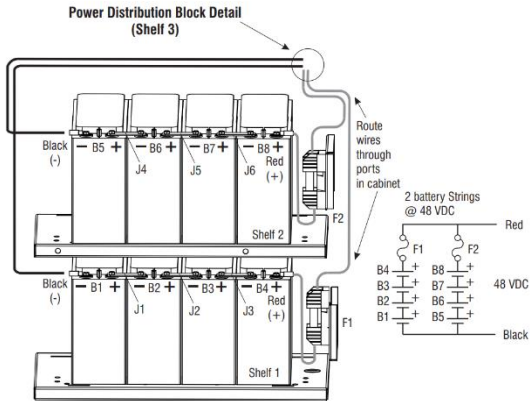 Power Distribution Block Detail
(Shelf 3)
Black
(-)
− B5 +
− B6 +
− B7 +
− B8 +
J4
J5
J6
Red
(+)
F2
Shelf 2
Route
wires
through
ports
in cabinet
Black
(-)
− B1 +
− B2 +
− B3 +
− B4 +
J1
J2
J3
Red
(+)
F1
Shelf 1
2 battery Strings
@ 48 VDC
Red
F1
F2
B4 +
B3 +
B2 +
B1 +
B8 +
B7 +
B6 +
B5 +
48 VDC
Black